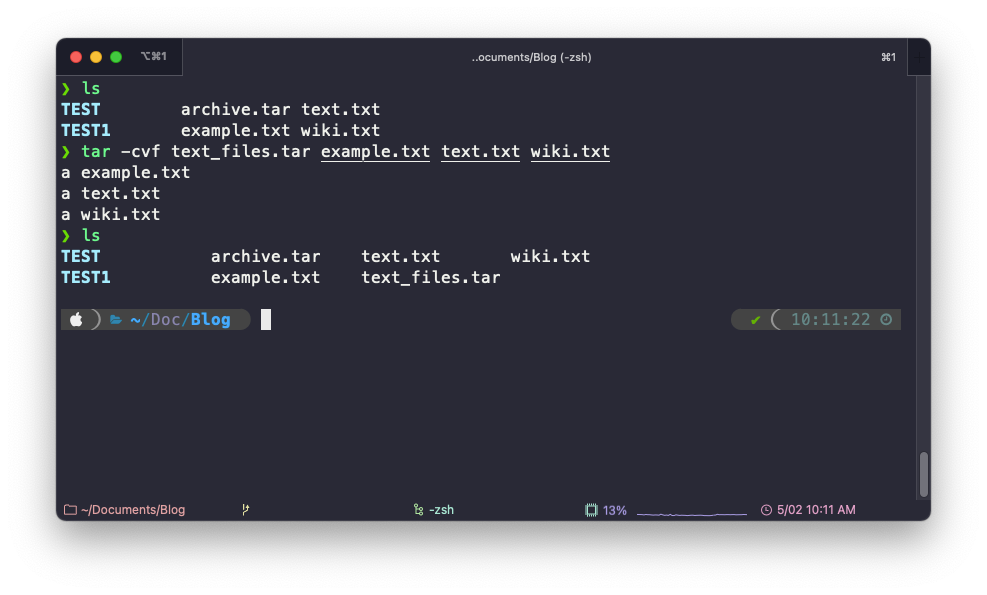 ⌥⌘1 ..ocuments/Blog (-zsh) ⌘1
❯ ls
TEST archive.tar text.txt
TEST1 example.txt wiki.txt
❯ tar -cvf text_files.tar example.txt text.txt wiki.txt
a example.txt
a text.txt
a wiki.txt
❯ ls
TEST archive.tar text.txt wiki.txt
TEST1 example.txt text_files.tar
~/Doc/Blog ✔ 10:11:22
~/Documents/Blog -zsh 13% 5/02 10:11 AM